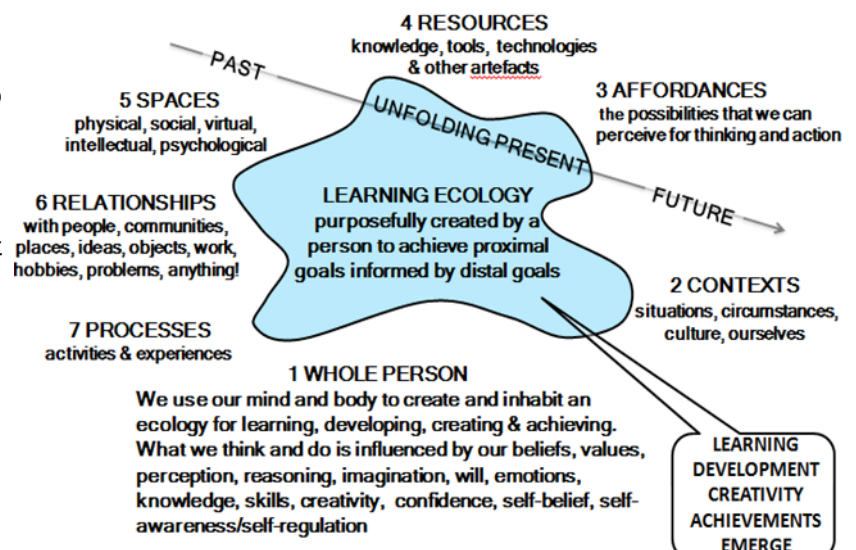 4 RESOURCES
knowledge, tools, technologies
& other artefacts
PAST
UNFOLDING PRESENT
FUTURE
5 SPACES
physical, social, virtual,
intellectual, psychological
3 AFFORDANCES
the possibilities that we can
perceive for thinking and action
6 RELATIONSHIPS
with people, communities,
places, ideas, objects, work,
hobbies, problems, anything!
LEARNING ECOLOGY
purposefully created by a
person to achieve proximal
goals informed by distal goals
2 CONTEXTS
situations, circumstances,
culture, ourselves
7 PROCESSES
activities & experiences
1 WHOLE PERSON
We use our mind and body to create and inhabit an
ecology for learning, developing, creating & achieving.
What we think and do is influenced by our beliefs, values,
perception, reasoning, imagination, will, emotions,
knowledge, skills, creativity, confidence, self-belief, self-
awareness/self-regulation
LEARNING
DEVELOPMENT
CREATIVITY
ACHIEVEMENTS
EMERGE